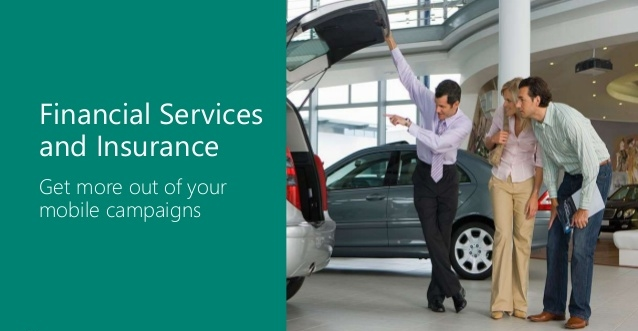 Financial Services
and Insurance
Get more out of your
mobile campaigns